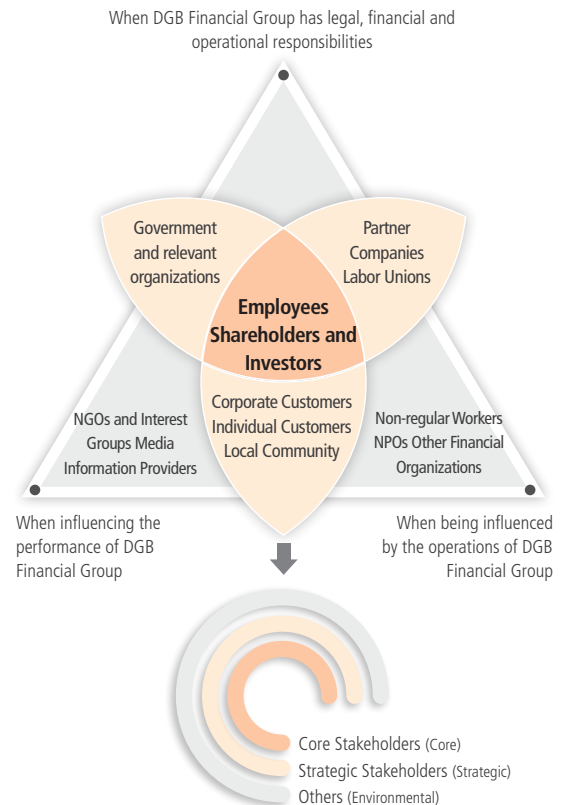 When DGB Financial Group has legal, financial and
operational responsibilities
Government
and relevant
organizations
Partner
Companies
Labor Unions
Employees
Shareholders and
Investors
NGOs and Interest
Groups Media
Information Providers
Corporate Customers
Individual Customers
Local Community
Non-regular Workers
NPOs Other Financial
Organizations
When influencing the
performance of DGB
Financial Group
When being influenced
by the operations of DGB
Financial Group
Core Stakeholders (Core)
Strategic Stakeholders (Strategic)
Others (Environmental)